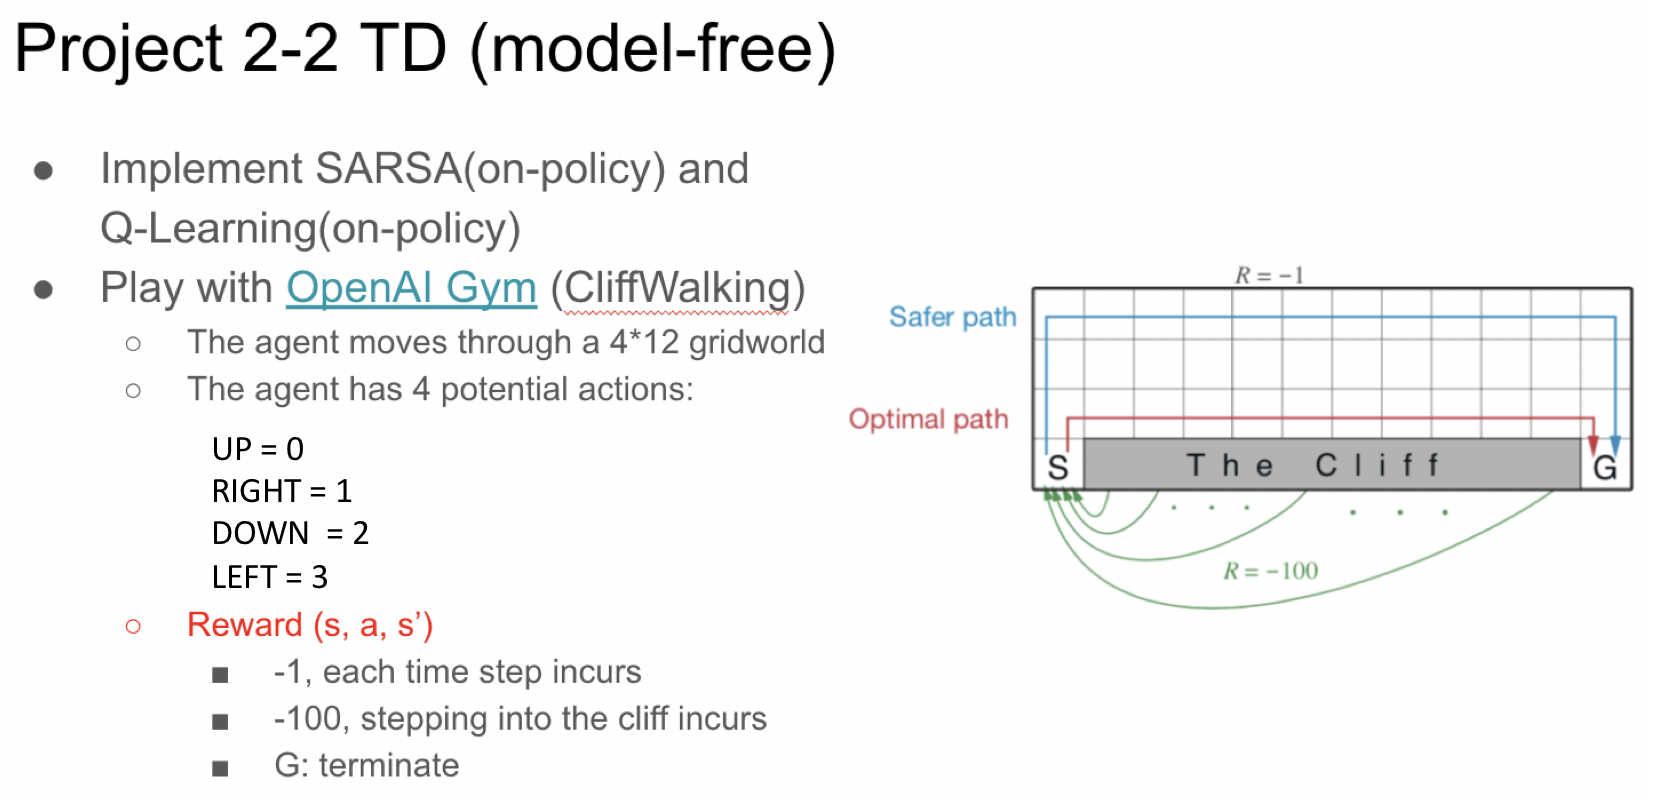 Project 2-2 TD (model-free)
● Implement SARSA(on-policy) and
Q-Learning(on-policy)
● Play with OpenAI Gym (CliffWalking)
○ The agent moves through a 4*12 gridworld
○ The agent has 4 potential actions:
UP = 0
RIGHT = 1
DOWN = 2
LEFT = 3
○ Reward (s, a, s’)
■ -1, each time step incurs
■ -100, stepping into the cliff incurs
■ G: terminate
R = -1
Safer path
Optimal path
S The Cliff G
R = -100